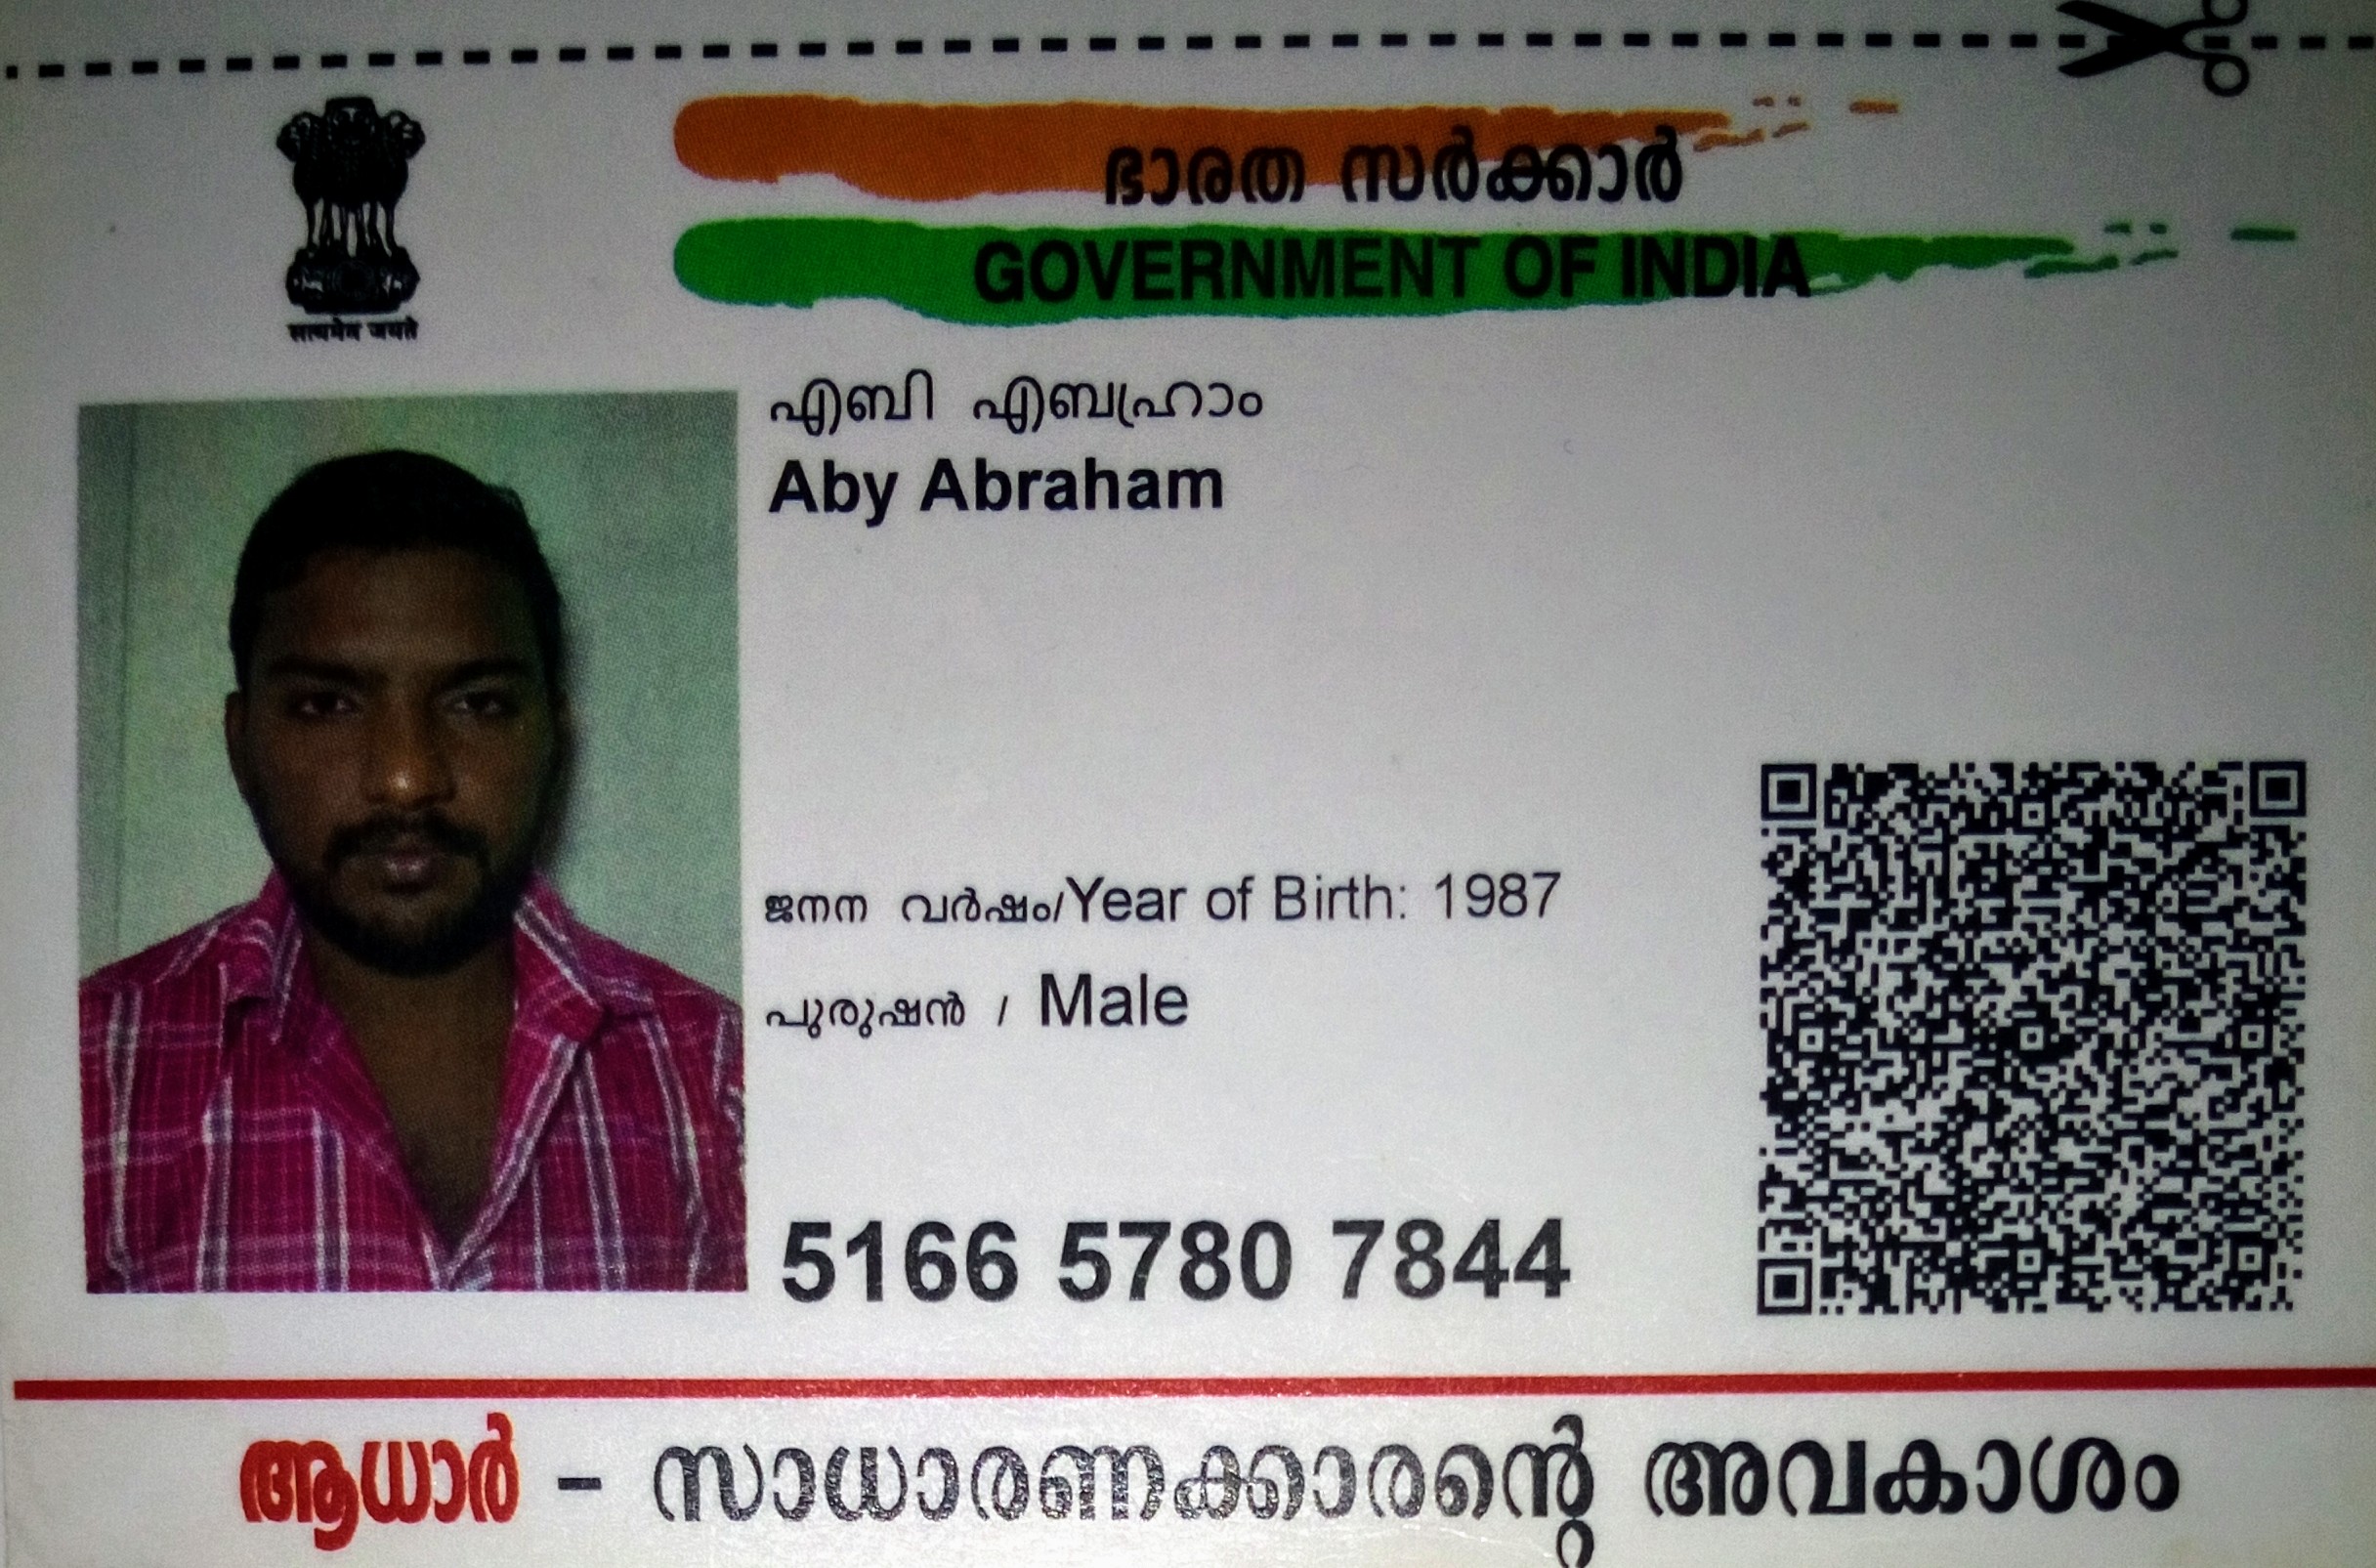 ഭാരത സർക്കാർ
GOVERNMENT OF INDIA
सत्यमेव जयते
എബി എബ്രഹാം
Aby Abraham
ജനന വർഷം/Year of Birth: 1987
പുരുഷൻ / Male
5166 5780 7844
ആധാർ - സാധാരണക്കാരന്റെ അവകാശം